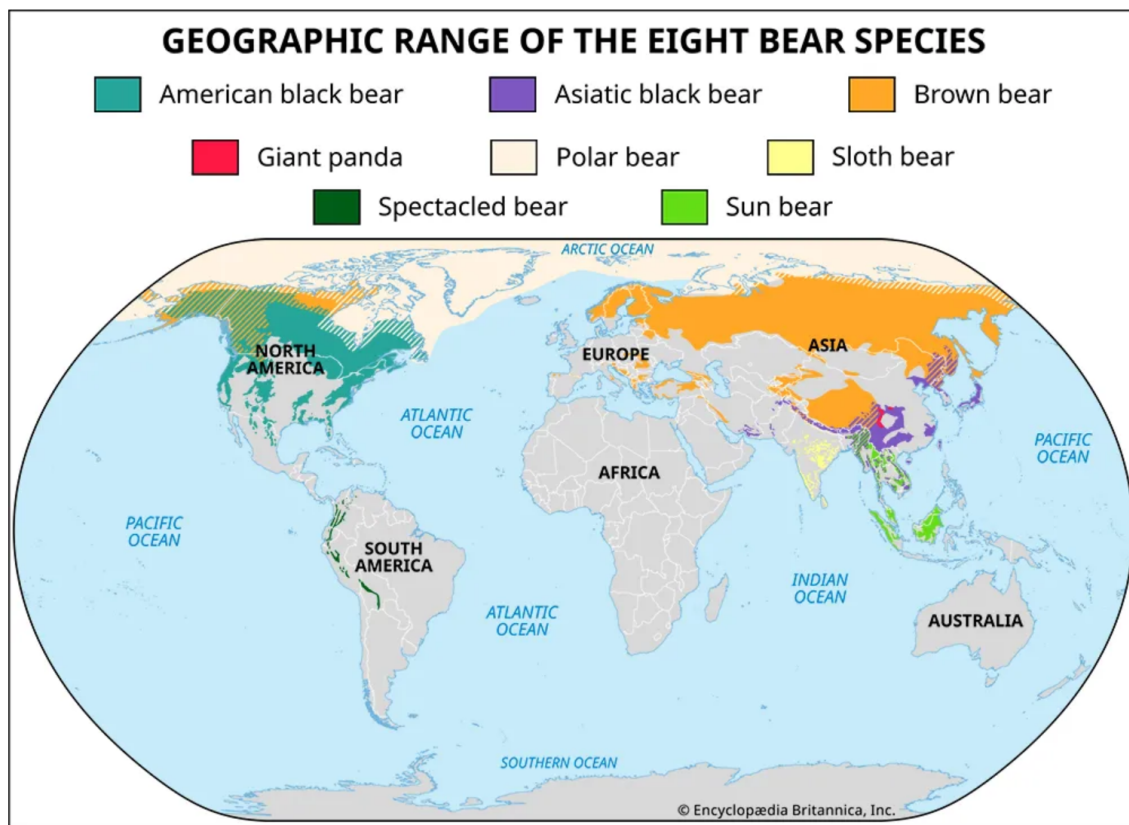 GEOGRAPHIC RANGE OF THE EIGHT BEAR SPECIES
American black bear
Asiatic black bear
Brown bear
Giant panda
Polar bear
Sloth bear
Spectacled bear
Sun bear
ARCTIC OCEAN
NORTH
AMERICA
EUROPE
ASIA
ATLANTIC
OCEAN
PACIFIC
OCEAN
AFRICA
PACIFIC
OCEAN
SOUTH
AMERICA
INDIAN
OCEAN
ATLANTIC
OCEAN
AUSTRALIA
SOUTHERN OCEAN
© Encyclopædia Britannica, Inc.